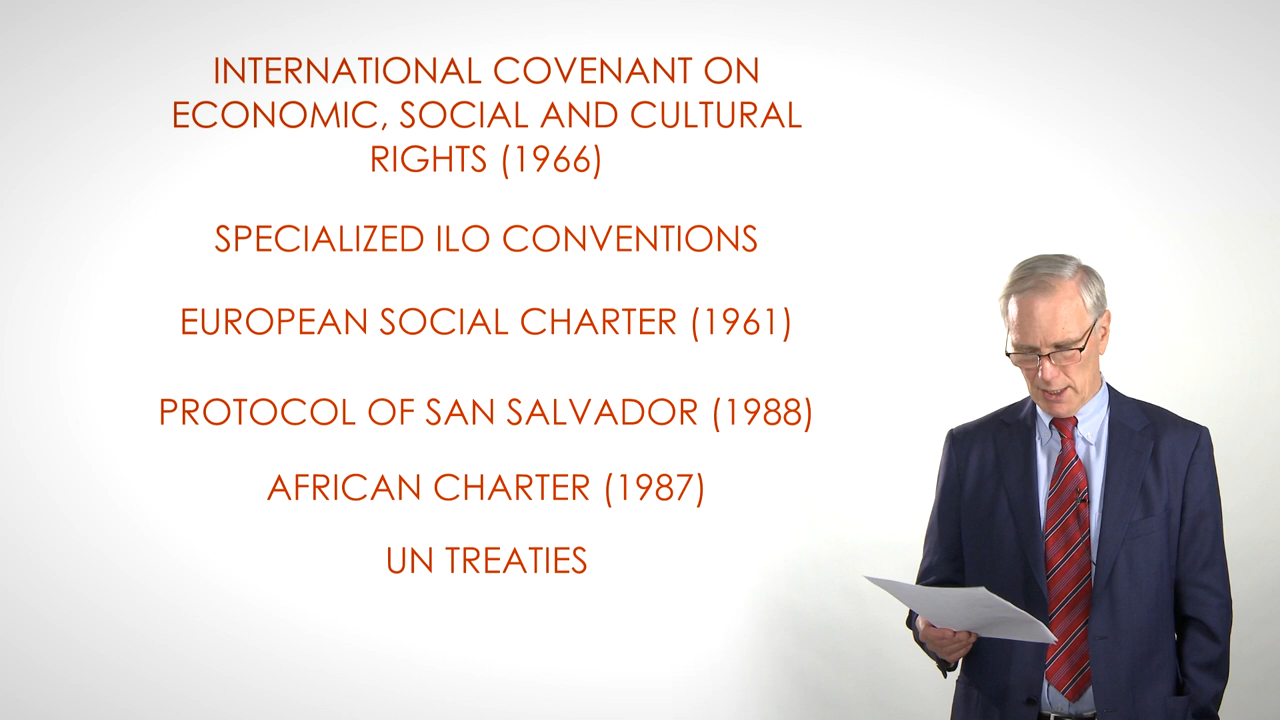 INTERNATIONAL COVENANT ON
ECONOMIC, SOCIAL AND CULTURAL
RIGHTS (1966)
SPECIALIZED ILO CONVENTIONS
EUROPEAN SOCIAL CHARTER (1961)
PROTOCOL OF SAN SALVADOR (1988)
AFRICAN CHARTER (1987)
UN TREATIES